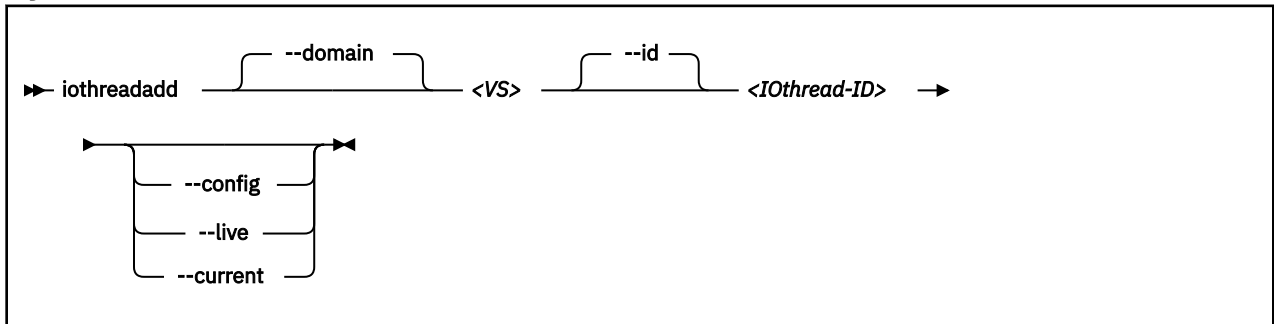 --domain --id
iothreadadd <VS> <IOthread-ID>
--config
--live
--current